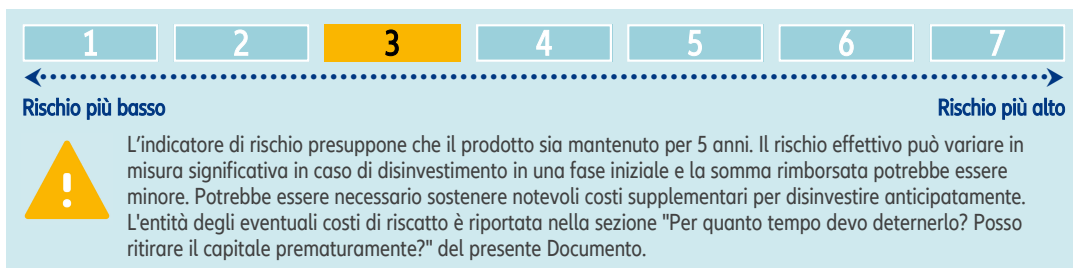 1 2 3 4 5 6 7
Rischio più basso Rischio più alto
L'indicatore di rischio presuppone che il prodotto sia mantenuto per 5 anni. Il rischio effettivo può variare in
misura significativa in caso di disinvestimento in una fase iniziale e la somma rimborsata potrebbe essere
minore. Potrebbe essere necessario sostenere notevoli costi supplementari per disinvestire anticipatamente.
L'entità degli eventuali costi di riscatto è riportata nella sezione "Per quanto tempo devo deternerlo? Posso
ritirare il capitale prematuramente?" del presente Documento.